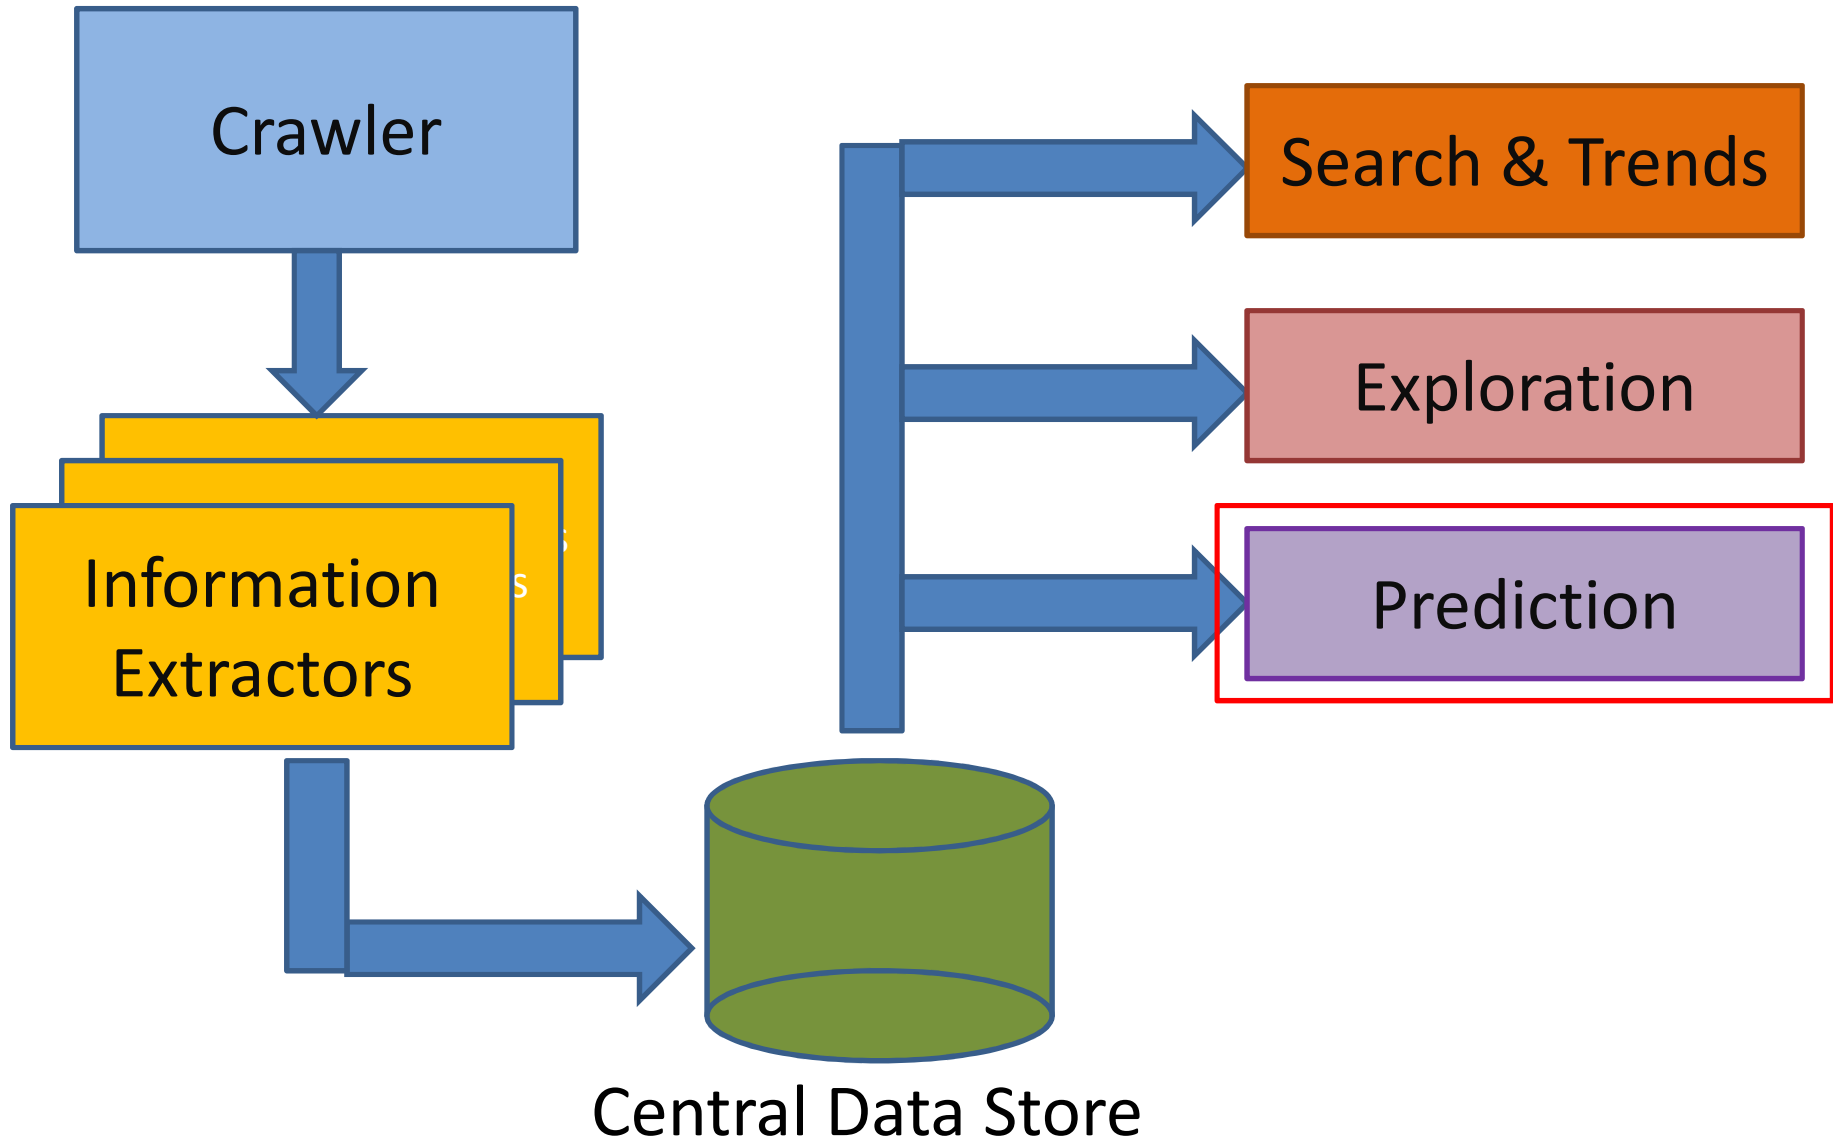 Crawler
Information
Extractors
Search & Trends
Exploration
Prediction
Central Data Store